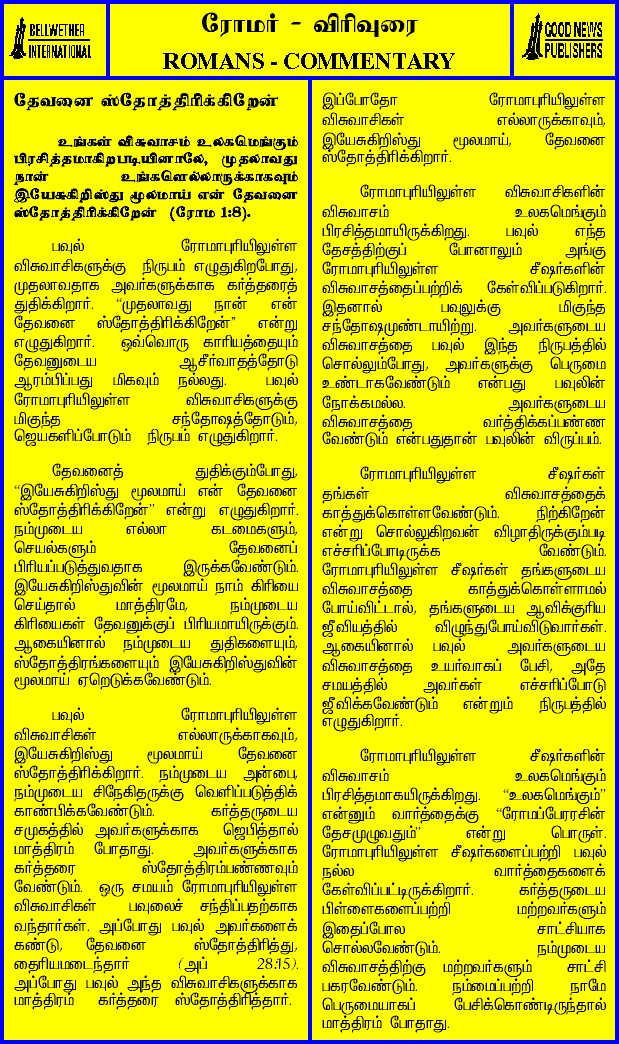 BELLWETHER
INTERNATIONAL
ரோமர் - விரிவுரை
ROMANS - COMMENTARY
GOOD NEWS
PUBLISHERS
தேவனை ஸ்தோத்திரிக்கிறேன்
உங்கள் விசுவாசம் உலகமெங்கும்
பிரசித்தமாகிறபடியினாலே, முதலாவது
நான் உங்களெல்லாருக்காகவும்
இயேசுகிறிஸ்து மூலமாய் என் தேவனை
ஸ்தோத்திரிக்கிறேன் (ரோம 1:8).
பவுல் ரோமாபுரியிலுள்ள
விசுவாசிகளுக்கு நிருபம் எழுதுகிறபோது,
முதலாவதாக அவர்களுக்காக கர்த்தரைத்
துதிக்கிறார். “முதலாவது நான் என்
தேவனை ஸ்தோத்திரிக்கிறேன்” என்று
எழுதுகிறார். ஒவ்வொரு காரியத்தையும்
தேவனுடைய ஆசீர்வாதத்தோடு
ஆரம்பிப்பது மிகவும் நல்லது. பவுல்
ரோமாபுரியிலுள்ள விசுவாசிகளுக்கு
மிகுந்த சந்தோஷத்தோடும்,
ஜெயகளிப்போடும் நிருபம் எழுதுகிறார்.
தேவனைத் துதிக்கும்போது,
“இயேசுகிறிஸ்து மூலமாய் என் தேவனை
ஸ்தோத்திரிக்கிறேன்” என்று எழுதுகிறார்.
நம்முடைய எல்லா கடமைகளும்,
செயல்களும் தேவனைப்
பிரியப்படுத்துவதாக இருக்கவேண்டும்.
இயேசுகிறிஸ்துவின் மூலமாய் நாம் கிரியை
செய்தால் மாத்திரமே, நம்முடைய
கிரியைகள் தேவனுக்குப் பிரியமாயிருக்கும்.
ஆகையினால் நம்முடைய துதிகளையும்,
ஸ்தோத்திரங்களையும் இயேசுகிறிஸ்துவின்
மூலமாய் ஏறெடுக்கவேண்டும்.
பவுல் ரோமாபுரியிலுள்ள
விசுவாசிகள் எல்லாருக்காகவும்,
இயேசுகிறிஸ்து மூலமாய் தேவனை
ஸ்தோத்திரிக்கிறார். நம்முடைய அன்பை,
நம்முடைய சிநேகிதருக்கு வெளிப்படுத்திக்
காண்பிக்கவேண்டும். கர்த்தருடைய
சமுகத்தில் அவர்களுக்காக ஜெபித்தால்
மாத்திரம் போதாது. அவர்களுக்காக
கர்த்தரை ஸ்தோத்திரம்பண்ணவும்
வேண்டும். ஒரு சமயம் ரோமாபுரியிலுள்ள
விசுவாசிகள் பவுலைச் சந்திப்பதற்காக
வந்தார்கள். அப்போது பவுல் அவர்களைக்
கண்டு, தேவனை ஸ்தோத்திரித்து,
தைரியமடைந்தார் (அப் 28:15).
அப்போது பவுல் அந்த விசுவாசிகளுக்காக
மாத்திரம் கர்த்தரை ஸ்தோத்திரித்தார்.
இப்போதோ ரோமாபுரியிலுள்ள
விசுவாசிகள் எல்லாருக்காவும்,
இயேசுகிறிஸ்து மூலமாய், தேவனை
ஸ்தோத்திரிக்கிறார்.
ரோமாபுரியிலுள்ள விசுவாசிகளின்
விசுவாசம் உலகமெங்கும்
பிரசித்தமாயிருக்கிறது. பவுல் எந்த
தேசத்திற்குப் போனாலும் அங்கு
ரோமாபுரியிலுள்ள சீஷர்களின்
விசுவாசத்தைப்பற்றிக் கேள்விப்படுகிறார்.
இதனால் பவுலுக்கு மிகுந்த
சந்தோஷமுண்டாயிற்று. அவர்களுடைய
விசுவாசத்தை பவுல் இந்த நிருபத்தில்
சொல்லும்போது, அவர்களுக்கு பெருமை
உண்டாகவேண்டும் என்பது பவுலின்
நோக்கமல்ல. அவர்களுடைய
விசுவாசத்தை வர்த்திக்கப்பண்ண
வேண்டும் என்பதுதான் பவுலின் விருப்பம்.
ரோமாபுரியிலுள்ள சீஷர்கள்
தங்கள் விசுவாசத்தைக்
காத்துக்கொள்ளவேண்டும். நிற்கிறேன்
என்று சொல்லுகிறவன் விழாதிருக்கும்படி
எச்சரிப்போடிருக்க வேண்டும்.
ரோமாபுரியிலுள்ள சீஷர்கள் தங்களுடைய
விசுவாசத்தை காத்துக்கொள்ளாமல்
போய்விட்டால், தங்களுடைய ஆவிக்குரிய
ஜீவியத்தில் விழுந்துபோய்விடுவார்கள்.
ஆகையினால் பவுல் அவர்களுடைய
விசுவாசத்தை உயர்வாகப் பேசி, அதே
சமயத்தில் அவர்கள் எச்சரிப்போடு
ஜீவிக்கவேண்டும் என்றும் நிருபத்தில்
எழுதுகிறார்.
ரோமாபுரியிலுள்ள சீஷர்களின்
விசுவாசம் உலகமெங்கும்
பிரசித்தமாகயிருக்கிறது. “உலகமெங்கும்”
என்னும் வார்த்தைக்கு “ரோமப்பேரரசின்
தேசமுழுவதும்” என்று பொருள்.
ரோமாபுரியிலுள்ள சீஷர்களைப்பற்றி பவுல்
நல்ல வார்த்தைகளைக்
கேள்விப்பட்டிருக்கிறார். கர்த்தருடைய
பிள்ளைகளைப்பற்றி மற்றவர்களும்
இதைப்போல சாட்சியாக
சொல்லவேண்டும். நம்முடைய
விசுவாசத்திற்கு மற்றவர்களும் சாட்சி
பகரவேண்டும். நம்மைப்பற்றி நாமே
பெருமையாகப் பேசிக்கொண்டிருந்தால்
மாத்திரம் போதாது.